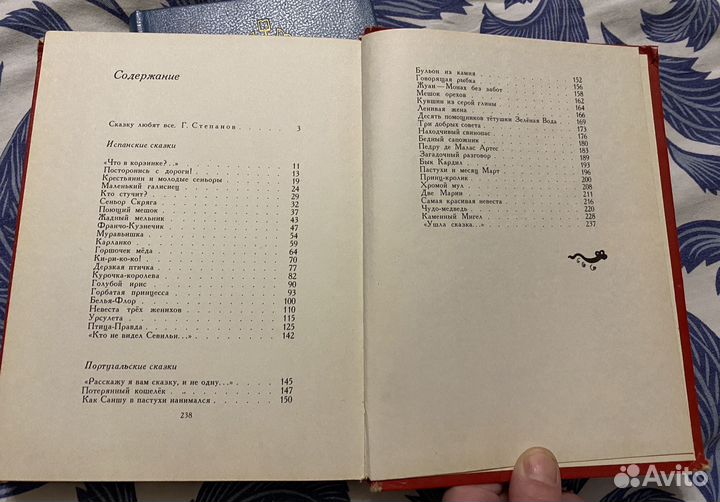 Содержание
Сказку любят все. Г. Степанов . . . . . 3
Испанские сказки
«Что в корзинке?..» 11
Посторонись с дороги! 13
Крестьянин и молодые сеньоры 19
Маленький галисиец 24
Кто стучит? 29
Сеньор Скряга 32
Поющий мешок 37
Жадный мельник 43
Франчо-Кузнечик 47
Муравьишка 54
Карланко 59
Горшочек мёда 64
Ки-ри-ко-ко! 70
Дерзкая птичка 77
Курочка-королева 82
Голубой ирис 90
Горбатая принцесса 93
Белья-Флор 100
Невеста трёх женихов 110
Урсулета 115
Птица-Правда 125
«Кто не видел Севильи...» 142
Португальские сказки
«Расскажу я вам сказку, и не одну...» 145
Потерянный кошелёк 147
Как Саншу в пастухи нанимался 150
238
Бульон из камня 152
Говорящая рыбка 156
Жуан — Монах без забот 158
Мешок орехов 162
Кувшин из серой глины 164
Ленивая жена 166
Десять помощников тётушки Зелёная Вода 169
Три добрых совета 173
Находчивый свинопас 176
Бедный сапожник 180
Педру де Малас Артес 183
Загадочный разговор 189
Бык Кардил 193
Пастухи и месяц Март 196
Принц-кролик 200
Хромой мул 208
Две Марии 211
Самая красивая невеста 216
Чудо-медведь 220
Каменный Мигел 228
«Ушла сказка...» 237
Avito